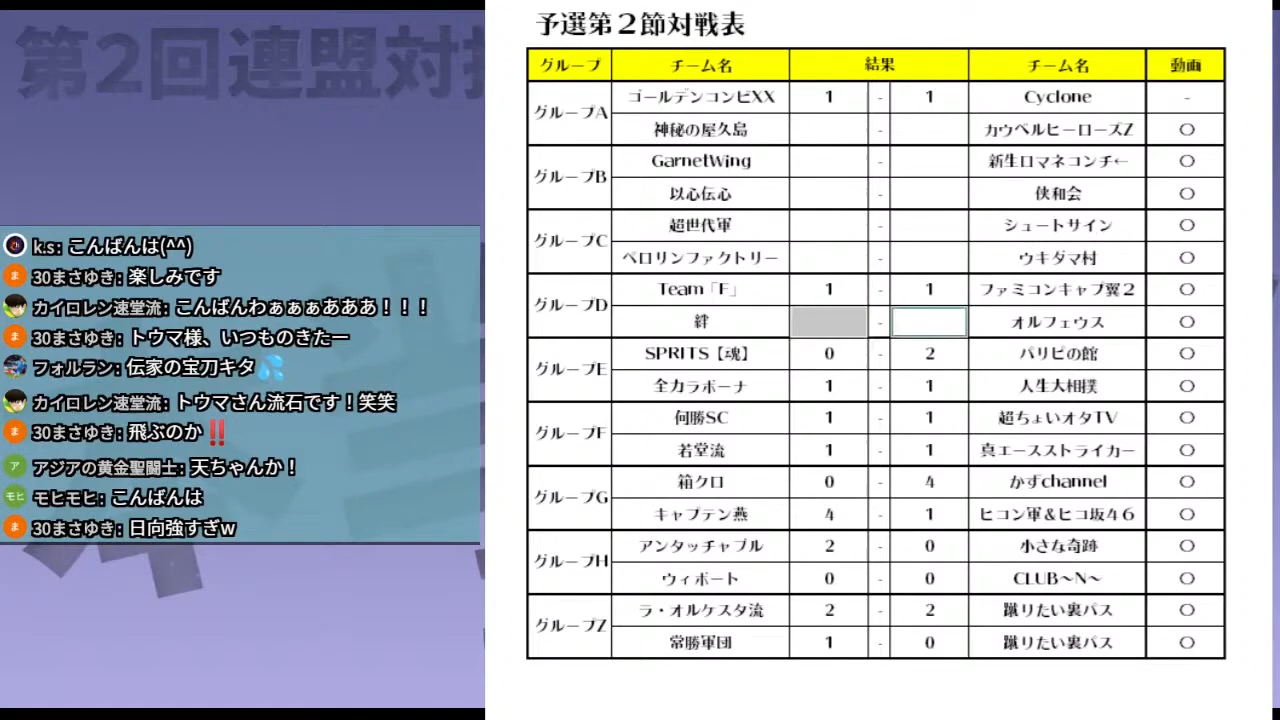 第2回連盟対
k.s: こんばんは(^^)
30まさゆき: 楽しみです
カイロレン速堂流: こんばんわぁぁぁあああ！！！
30まさゆき: トウマ様、いつものきたー
フォルラン: 伝家の宝刀キタ💦
カイロレン速堂流: トウマさん流石です！笑笑
30まさゆき: 飛ぶのか‼️
アジアの黄金聖闘士: 天ちゃんか！
モヒモヒ: こんばんは
30まさゆき: 日向強すぎw
予選第２節対戦表
グループ チーム名 結果 チーム名 動画
グループA ゴールデンコンビXX 1 - 1 Cyclone -
神秘の屋久島 - カウベルヒーローズZ 〇
グループB GarnetWing - 新生ロマネコンチ← 〇
以心伝心 - 侠和会 〇
グループC 超世代軍 - シュートサイン 〇
ペロリンファクトリー - ウキダマ村 〇
グループD Team「F」 1 - 1 ファミコンキャプ翼２ 〇
絆 - オルフェウス 〇
グループE SPRITS【魂】 0 - 2 パリピの館 〇
全力ラボーナ 1 - 1 人生大相撲 〇
グループF 何勝SC 1 - 1 超ちょいオタTV 〇
若堂流 1 - 1 真エースストライカー 〇
グループG 箱クロ 0 - 4 かずchannel 〇
キャプテン燕 4 - 1 ヒコン軍＆ヒコ坂４６ 〇
グループH アンタッチャブル 2 - 0 小さな奇跡 〇
ウィボート 0 - 0 CLUB〜N〜 〇
グループZ ラ・オルケスタ流 2 - 2 蹴りたい裏パス 〇
常勝軍団 1 - 0 蹴りたい裏パス 〇